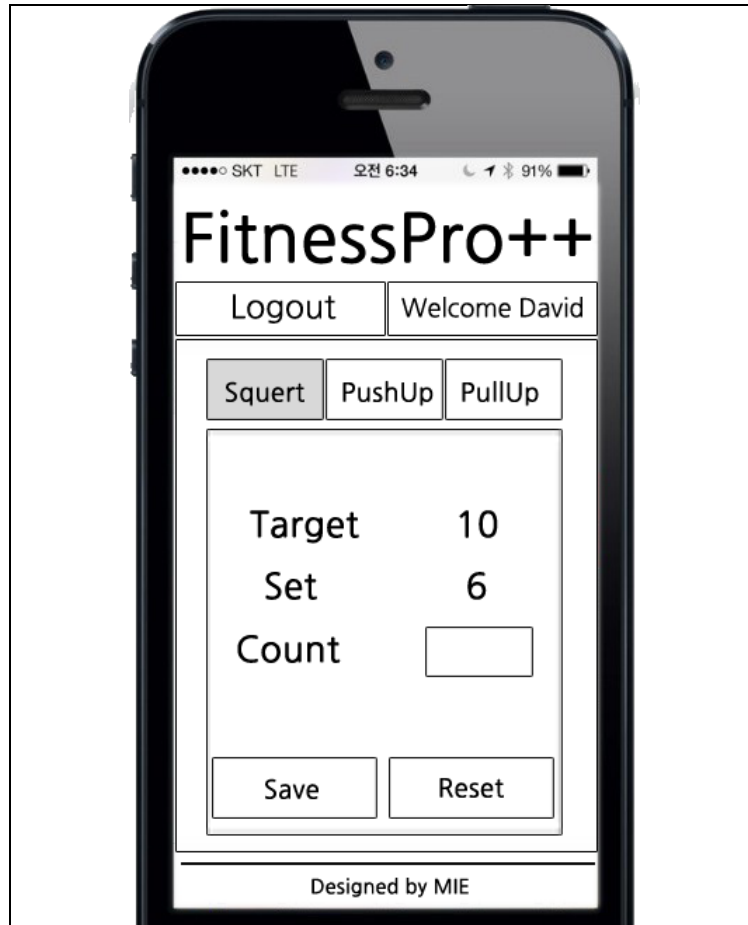 ●●●●○ SKT LTE 오전 6:34 91%
FitnessPro++
Logout Welcome David
Squert PushUp PullUp
Target 10
Set 6
Count
Save Reset
Designed by MIE